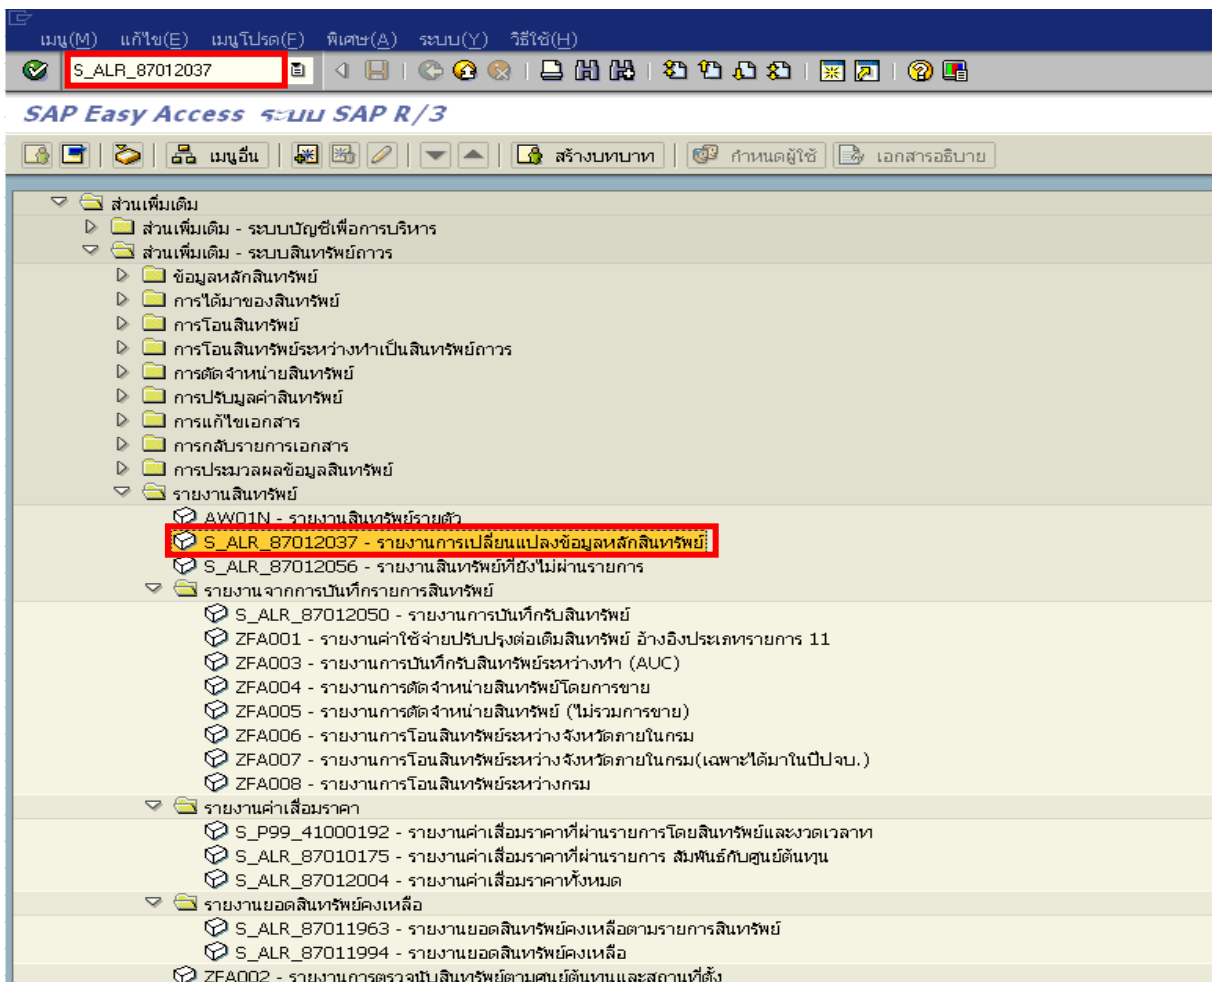 เมนู(M) แก้ไข(E) เมนูโปรด(F) พิเศษ(A) ระบบ(Y) วิธีใช้(H)
S_ALR_87012037
SAP Easy Access ระบบ SAP R/3
เมนูอื่น สร้างบทบาท กำหนดผู้ใช้ เอกสารอธิบาย
ส่วนเพิ่มเติม
ส่วนเพิ่มเติม - ระบบบัญชีเพื่อการบริหาร
ส่วนเพิ่มเติม - ระบบสินทรัพย์ถาวร
ข้อมูลหลักสินทรัพย์
การได้มาของสินทรัพย์
การโอนสินทรัพย์
การโอนสินทรัพย์ระหว่างทำเป็นสินทรัพย์ถาวร
การตัดจำหน่ายสินทรัพย์
การปรับมูลค่าสินทรัพย์
การแก้ไขเอกสาร
การกลับรายการเอกสาร
การประมวลผลข้อมูลสินทรัพย์
รายงานสินทรัพย์
AW01N - รายงานสินทรัพย์รายตัว
S_ALR_87012037 - รายงานการเปลี่ยนแปลงข้อมูลหลักสินทรัพย์
S_ALR_87012056 - รายงานสินทรัพย์ที่ยังไม่ผ่านรายการ
รายงานจากการบันทึกรายการสินทรัพย์
S_ALR_87012050 - รายงานการบันทึกรับสินทรัพย์
ZFA001 - รายงานค่าใช้จ่ายปรับปรุงต่อเติมสินทรัพย์ อ้างอิงประเภทรายการ 11
ZFA003 - รายงานการบันทึกรับสินทรัพย์ระหว่างทำ (AUC)
ZFA004 - รายงานการตัดจำหน่ายสินทรัพย์โดยการขาย
ZFA005 - รายงานการตัดจำหน่ายสินทรัพย์ (ไม่รวมการขาย)
ZFA006 - รายงานการโอนสินทรัพย์ระหว่างจังหวัดภายในกรม
ZFA007 - รายงานการโอนสินทรัพย์ระหว่างจังหวัดภายในกรม(เฉพาะได้มาในปีปจบ.)
ZFA008 - รายงานการโอนสินทรัพย์ระหว่างกรม
รายงานค่าเสื่อมราคา
S_P99_41000192 - รายงานค่าเสื่อมราคาที่ผ่านรายการโดยสินทรัพย์และงวดเวลาท
S_ALR_87010175 - รายงานค่าเสื่อมราคาที่ผ่านรายการ สัมพันธ์กับศูนย์ต้นทุน
S_ALR_87012004 - รายงานค่าเสื่อมราคาทั้งหมด
รายงานยอดสินทรัพย์คงเหลือ
S_ALR_87011963 - รายงานยอดสินทรัพย์คงเหลือตามรายการสินทรัพย์
S_ALR_87011994 - รายงานยอดสินทรัพย์คงเหลือ
ZFA002 - รายงานการตรวจนับสินทรัพย์ตามศูนย์ต้นทุนและสถานที่ตั้ง